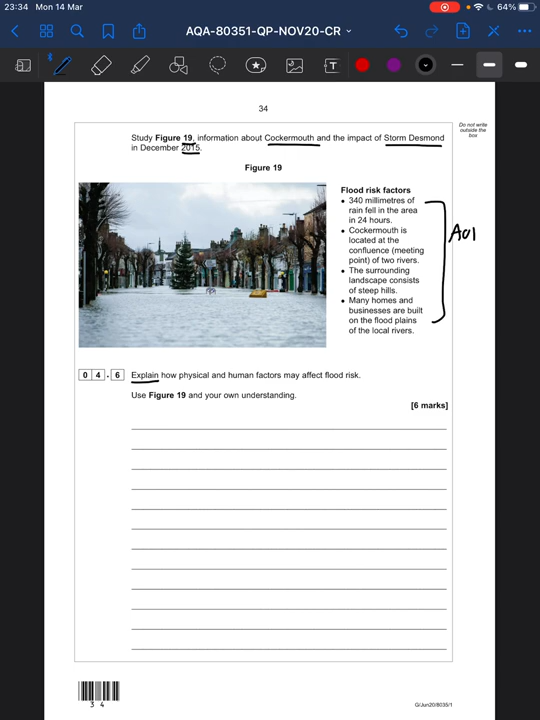 23:34 Mon 14 Mar
64%
AQA-80351-QP-NOV20-CR
34
Do not write
outside the
box
Study Figure 19, information about Cockermouth and the impact of Storm Desmond
in December 2015.
Figure 19
Flood risk factors
• 340 millimetres of
rain fell in the area
in 24 hours.
• Cockermouth is
located at the
confluence (meeting
point) of two rivers.
• The surrounding
landscape consists
of steep hills.
• Many homes and
businesses are built
on the flood plains
of the local rivers.
AO1
0 4 . 6 Explain how physical and human factors may affect flood risk.
Use Figure 19 and your own understanding.
[6 marks]
3 4
G/Jun20/8035/1